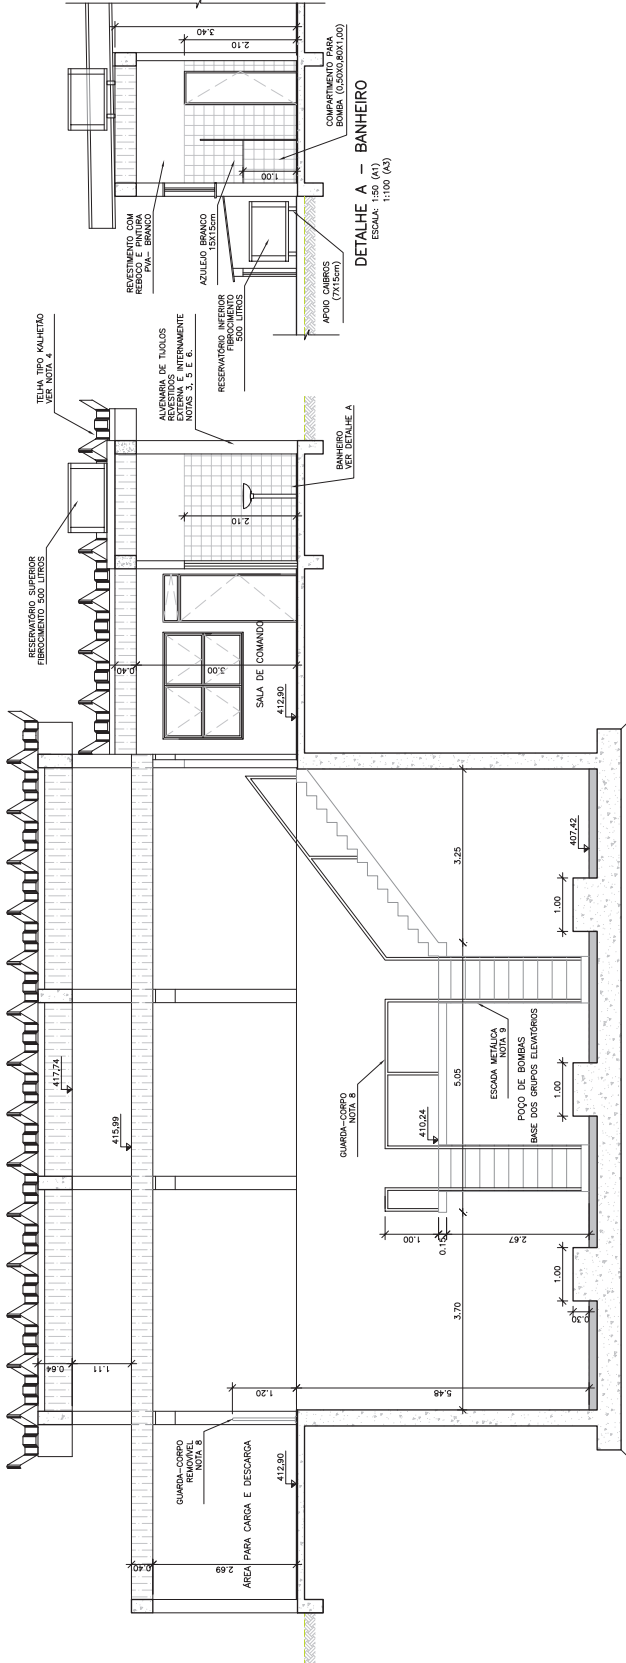 RESERVATÓRIO SUPERIOR
FIBROCIMENTO 500 LITROS
TELHA TIPO KALHETÃO
VER NOTA 4
ALVENARIA DE TIJOLOS
REVESTIDOS
EXTERNA E INTERNAMENTE
NOTAS 3, 5 E 6.
REVESTIMENTO COM
REBOCO E PINTURA
PVA- BRANCO
AZULEJO BRANCO
15X15cm
RESERVATÓRIO INFERIOR
FIBROCIMENTO
500 LITROS
APOIO CAIBROS
(7X15cm)
COMPARTIMENTO PARA
BOMBA (0,50X0,80X1,00)
3.40
2.10
1.00
DETALHE A - BANHEIRO
ESCALA: 1:50 (A1)
1:100 (A3)
BANHEIRO
VER DETALHE A
2.10
0.40
3.00
SALA DE COMANDO
412,90
417,74
415,99
0.64
1.11
1.20
5.48
GUARDA-CORPO
REMOVÍVEL
NOTA 8
ÁREA PARA CARGA E DESCARGA
412,90
0.40
2.69
GUARDA-CORPO
NOTA 8
410,24
ESCADA METÁLICA
NOTA 9
POÇO DE BOMBAS
BASE DOS GRUPOS ELEVATÓRIOS
3.70
5.05
3.25
1.00
0.15
2.67
1.00
1.00
1.00
0.30
407,42